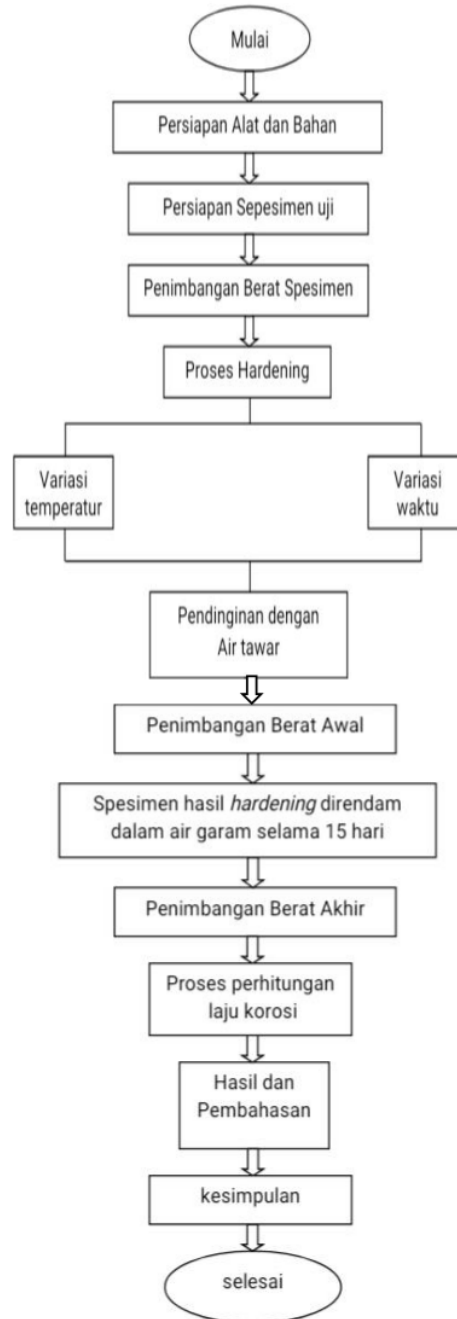 Mulai
Persiapan Alat dan Bahan
Persiapan Sepesimen uji
Penimbangan Berat Spesimen
Proses Hardening
Variasi
temperatur
Variasi
waktu
Pendinginan dengan
Air tawar
Penimbangan Berat Awal
Spesimen hasil hardening direndam
dalam air garam selama 15 hari
Penimbangan Berat Akhir
Proses perhitungan
laju korosi
Hasil dan
Pembahasan
kesimpulan
selesai